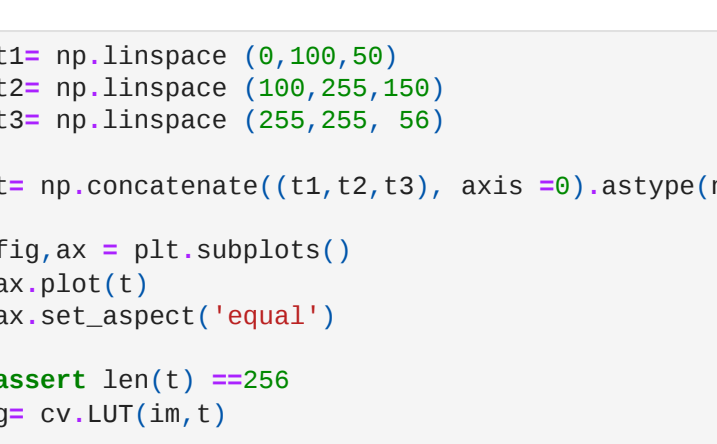 t1= np.linspace (0,100,50)
t2= np.linspace (100,255,150)
t3= np.linspace (255,255, 56)
t= np.concatenate((t1,t2,t3), axis =0).astype(
fig,ax = plt.subplots()
ax.plot(t)
ax.set_aspect('equal')
assert len(t) ==256
g= cv.LUT(im,t)